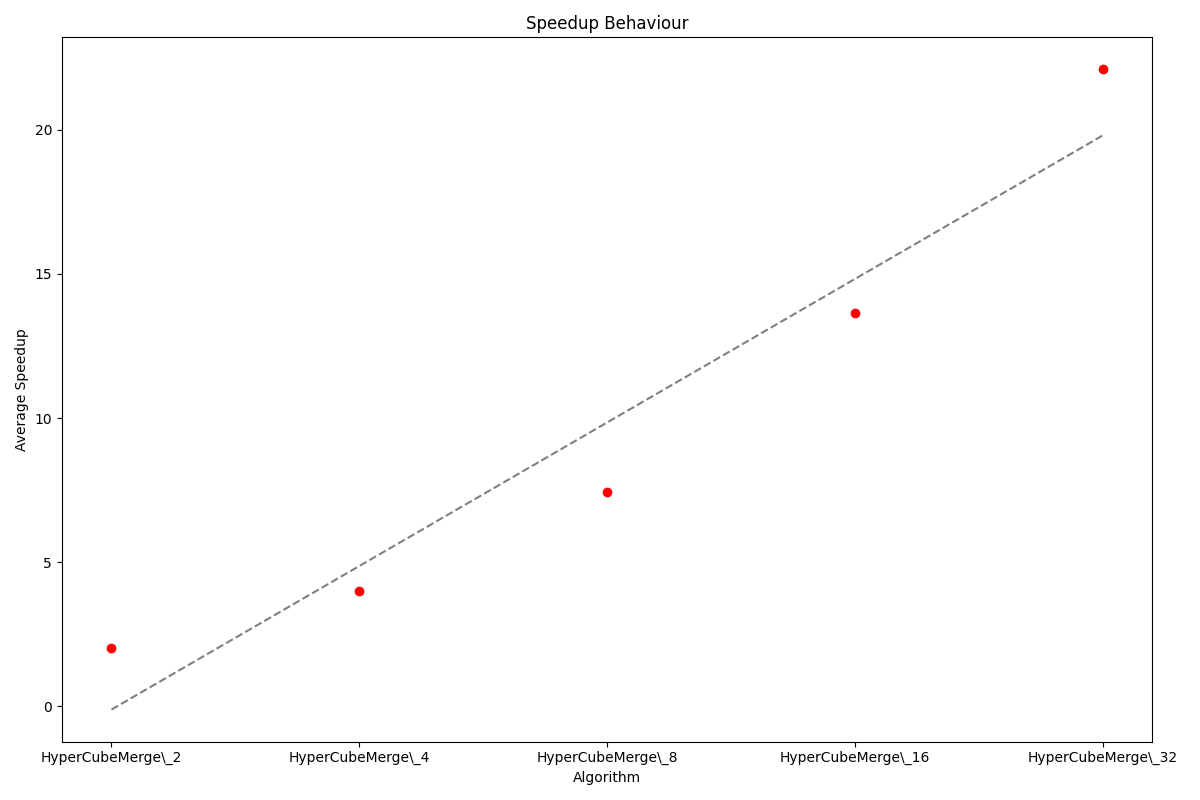 Speedup Behaviour
20
15
10
5
0
Average Speedup
HyperCubeMerge\_2 HyperCubeMerge\_4 HyperCubeMerge\_8 HyperCubeMerge\_16 HyperCubeMerge\_32
Algorithm